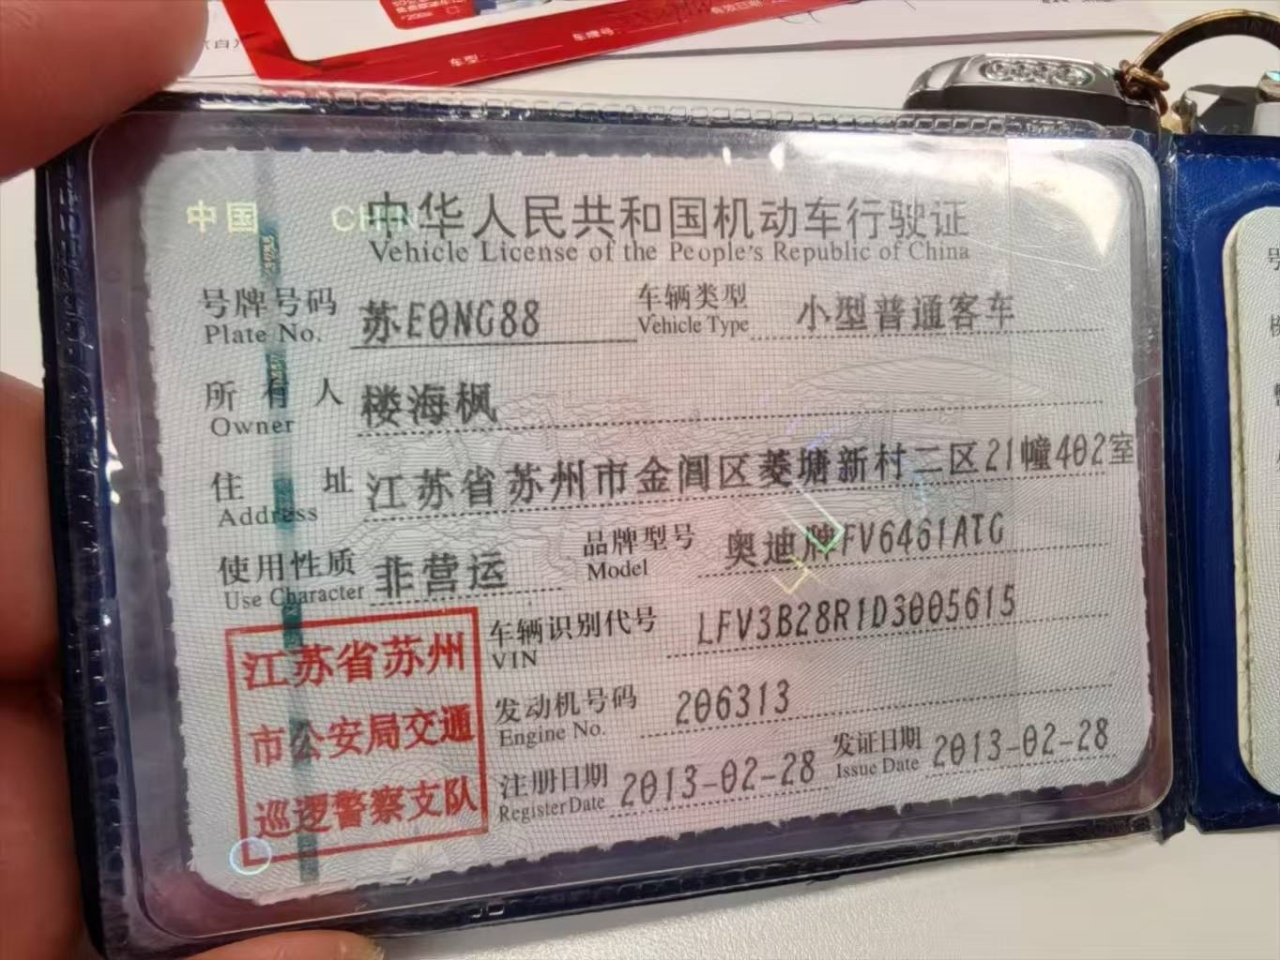 (自)
车型:
车牌号:
中国 CHIN
中华人民共和国机动车行驶证
Vehicle License of the People's Republic of China
号牌号码 苏E0NG88 车辆类型 小型普通客车
Plate No. Vehicle Type
所有人 楼海枫
Owner
住址 江苏省苏州市金阊区菱塘新村二区21幢402室
Address
使用性质 非营运 品牌型号 奥迪牌FV6461ATG
Use Character Model
车辆识别代号 LFV3B28R1D3005615
VIN
发动机号码 206313
Engine No.
注册日期 2013-02-28 发证日期 2013-02-28
Register Date Issue Date
江苏省苏州
市公安局交通
巡逻警察支队